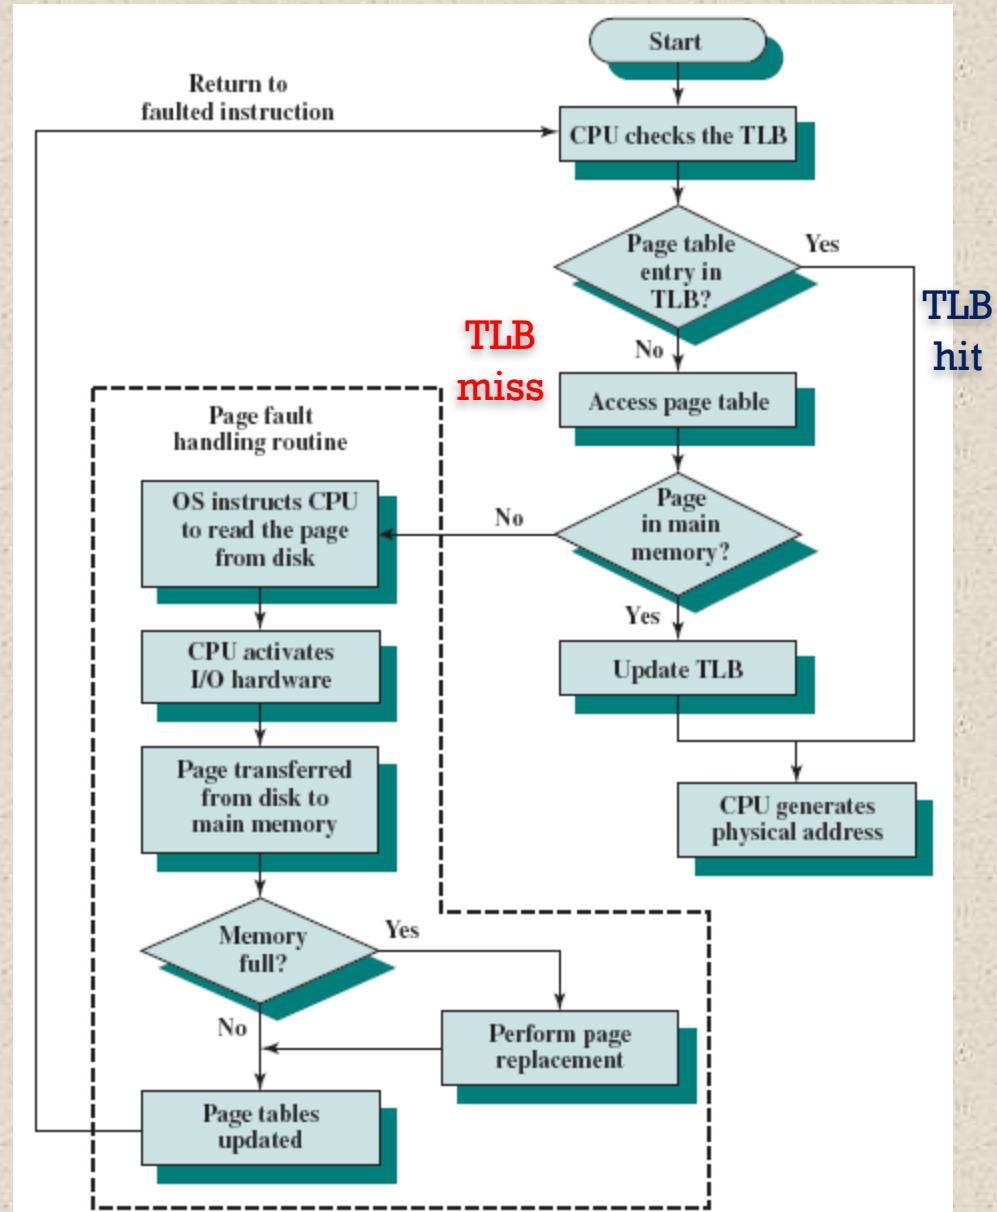 Start
Return to
faulted instruction
CPU checks the TLB
Page table
entry in
TLB?
Yes
TLB
hit
TLB
miss
No
Access page table
Page fault
handling routine
OS instructs CPU
to read the page
from disk
No
Page
in main
memory?
Yes
CPU activates
I/O hardware
Update TLB
Page transferred
from disk to
main memory
CPU generates
physical address
Memory
full?
Yes
No
Perform page
replacement
Page tables
updated